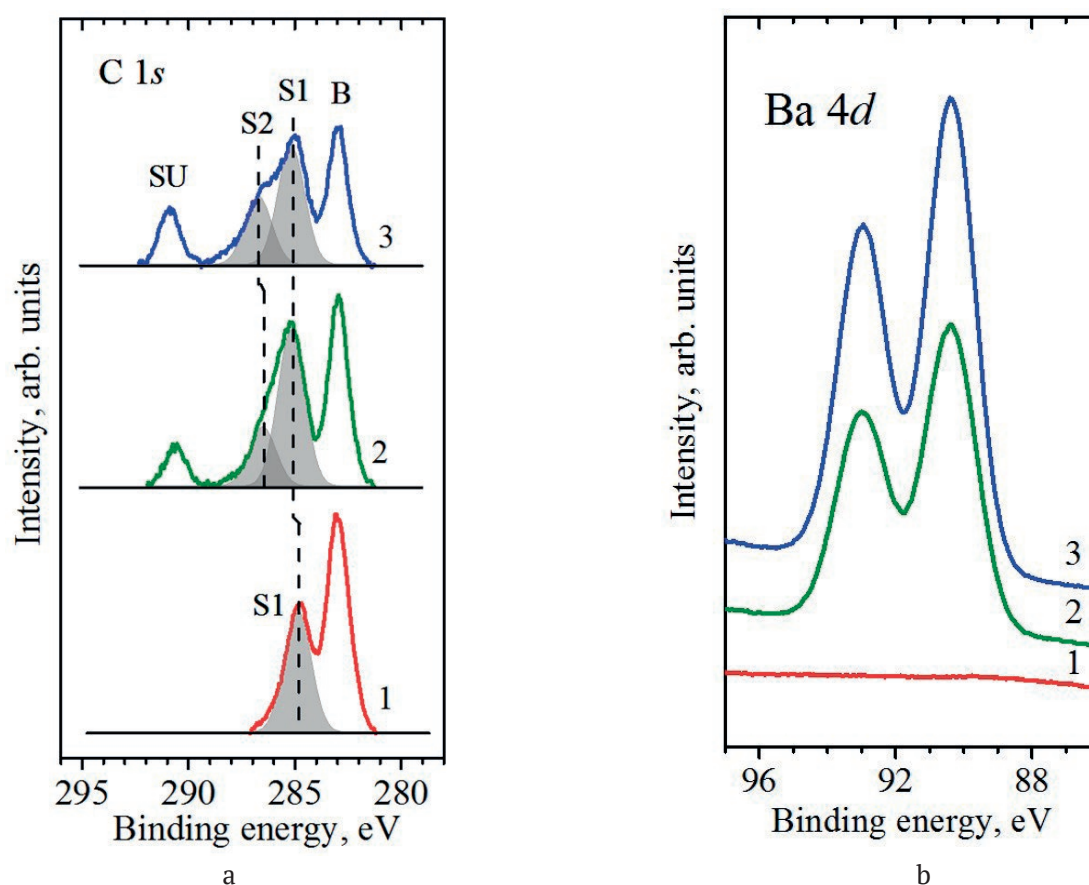 C 1s
SU
S2
S1
B
3
2
S1
1
295
290
285
280
Binding energy, eV
Intensity, arb. units
a
Ba 4d
3
2
1
96
92
88
Binding energy, eV
Intensity, arb. units
b